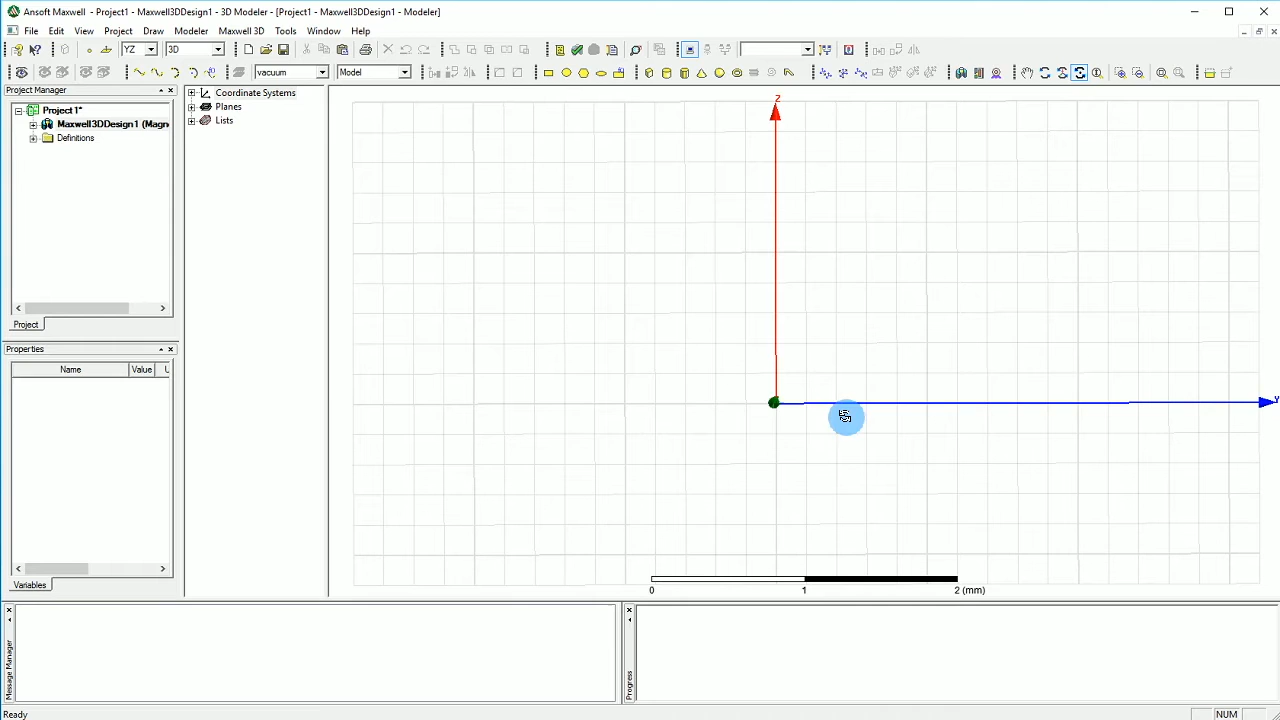 Ansoft Maxwell - Project1 - Maxwell3DDesign1 - 3D Modeler - [Project1 - Maxwell3DDesign1 - Modeler]
File Edit View Project Draw Modeler Maxwell 3D Tools Window Help
YZ 3D
vacuum Model
Project Manager
Project1*
Maxwell3DDesign1 (Magn
Definitions
Project
Properties
Name Value U
Variables
Coordinate Systems
Planes
Lists
z
y
0 1 2 (mm)
Message Manager
Progress
Ready
NUM